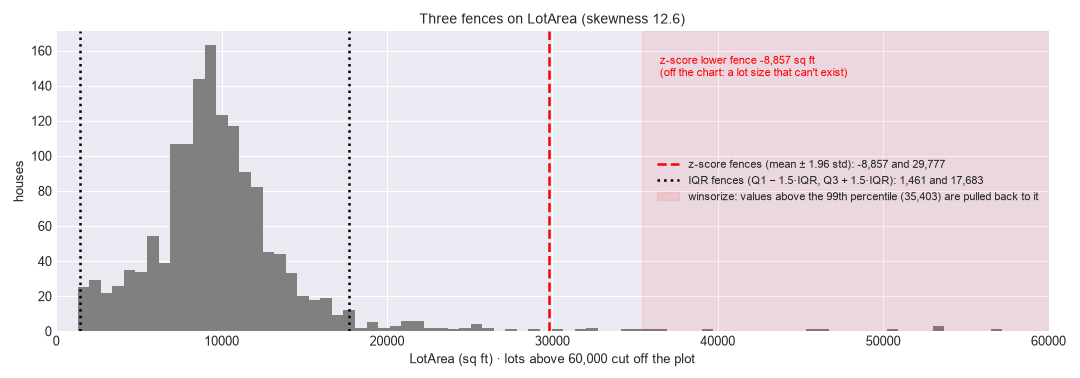 Three fences on LotArea (skewness 12.6)
160
140
120
100
80
60
40
20
0
houses
z-score lower fence -8,857 sq ft
(off the chart: a lot size that can't exist)
z-score fences (mean ± 1.96 std): -8,857 and 29,777
IQR fences (Q1 − 1.5·IQR, Q3 + 1.5·IQR): 1,461 and 17,683
winsorize: values above the 99th percentile (35,403) are pulled back to it
0 10000 20000 30000 40000 50000 60000
LotArea (sq ft) · lots above 60,000 cut off the plot